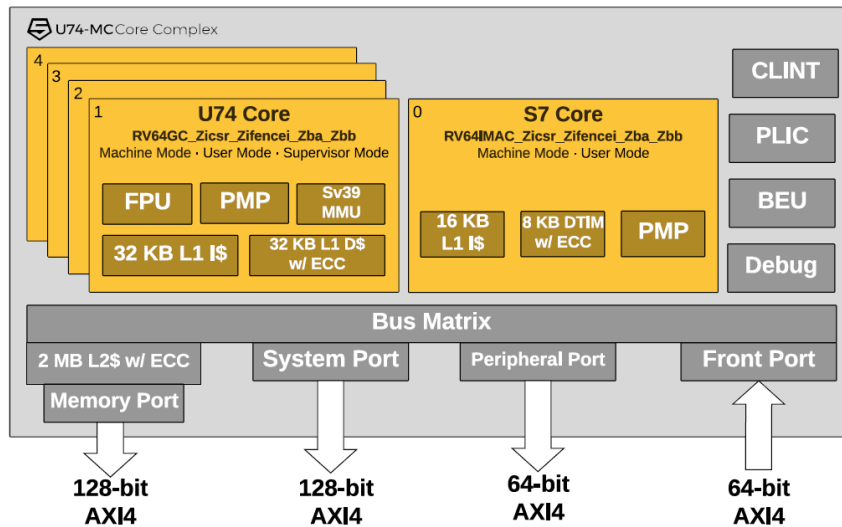 U74-MC Core Complex
4
3
2
1
U74 Core
RV64GC_Zicsr_Zifencei_Zba_Zbb
Machine Mode · User Mode · Supervisor Mode
FPU
PMP
Sv39
MMU
32 KB L1 I$
32 KB L1 D$
w/ ECC
0
S7 Core
RV64IMAC_Zicsr_Zifencei_Zba_Zbb
Machine Mode · User Mode
16 KB
L1 I$
8 KB DTIM
w/ ECC
PMP
CLINT
PLIC
BEU
Debug
Bus Matrix
2 MB L2$ w/ ECC
Memory Port
System Port
Peripheral Port
Front Port
128-bit
AXI4
128-bit
AXI4
64-bit
AXI4
64-bit
AXI4